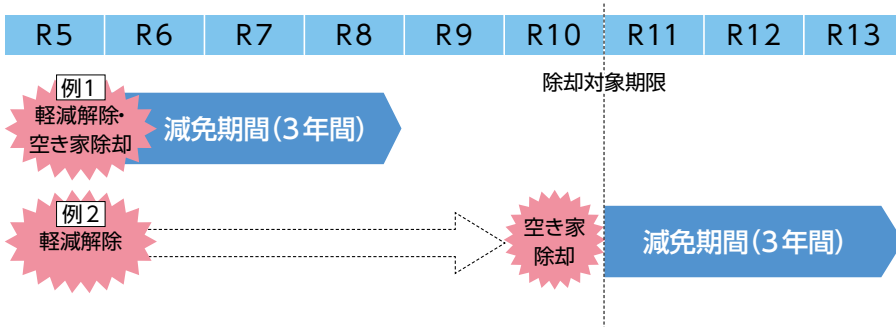 R5 R6 R7 R8 R9 R10 R11 R12 R13
除却対象期限
例1
軽減解除・
空き家除却
減免期間(3年間)
例2
軽減解除
空き家
除却
減免期間(3年間)